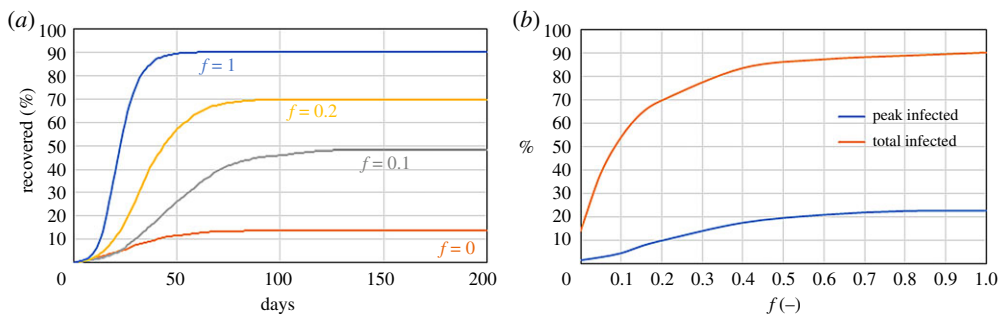 (a)
100
90
80
70
60
50
40
30
20
10
0
recovered (%)
f = 1
f = 0.2
f = 0.1
f = 0
50
100
150
200
days
(b)
100
90
80
70
60
50
40
30
20
10
0
%
peak infected
total infected
0.1 0.2 0.3 0.4 0.5 0.6 0.7 0.8 0.9 1.0
f (–)